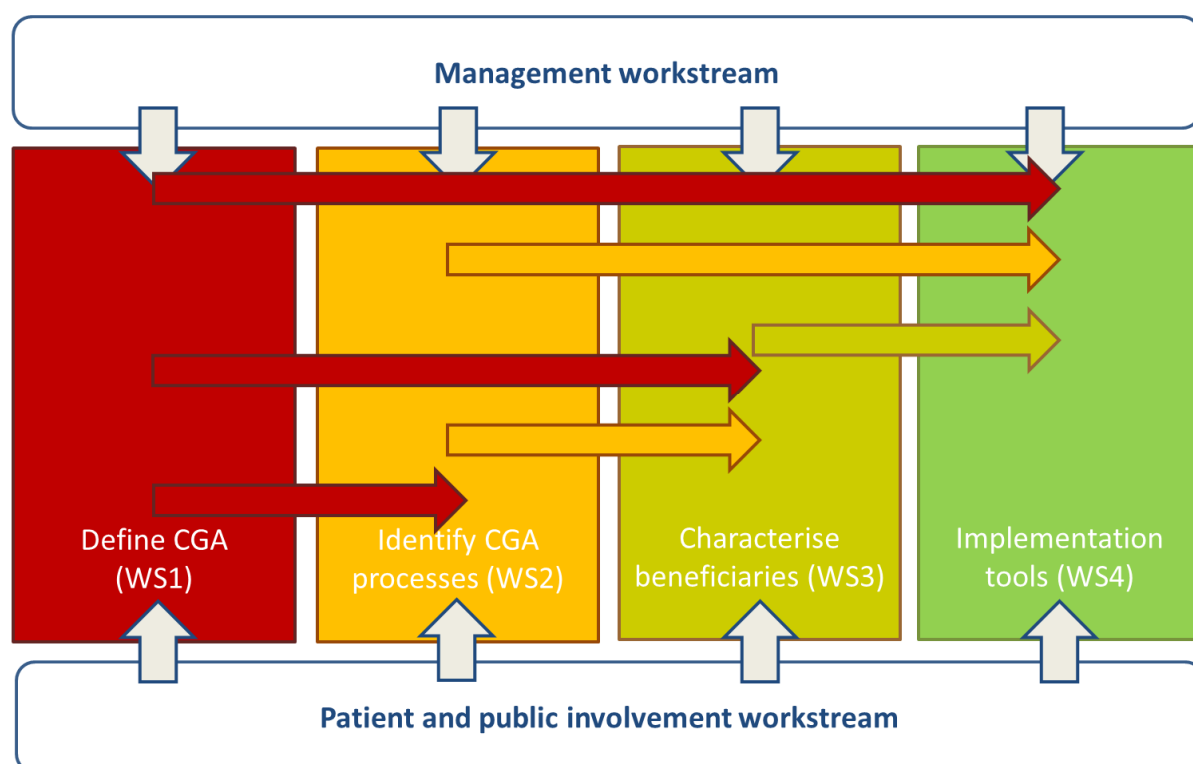 Management workstream
Define CGA
(WS1)
Identify CGA
processes (WS2)
Characterise
beneficiaries (WS3)
Implementation
tools (WS4)
Patient and public involvement workstream